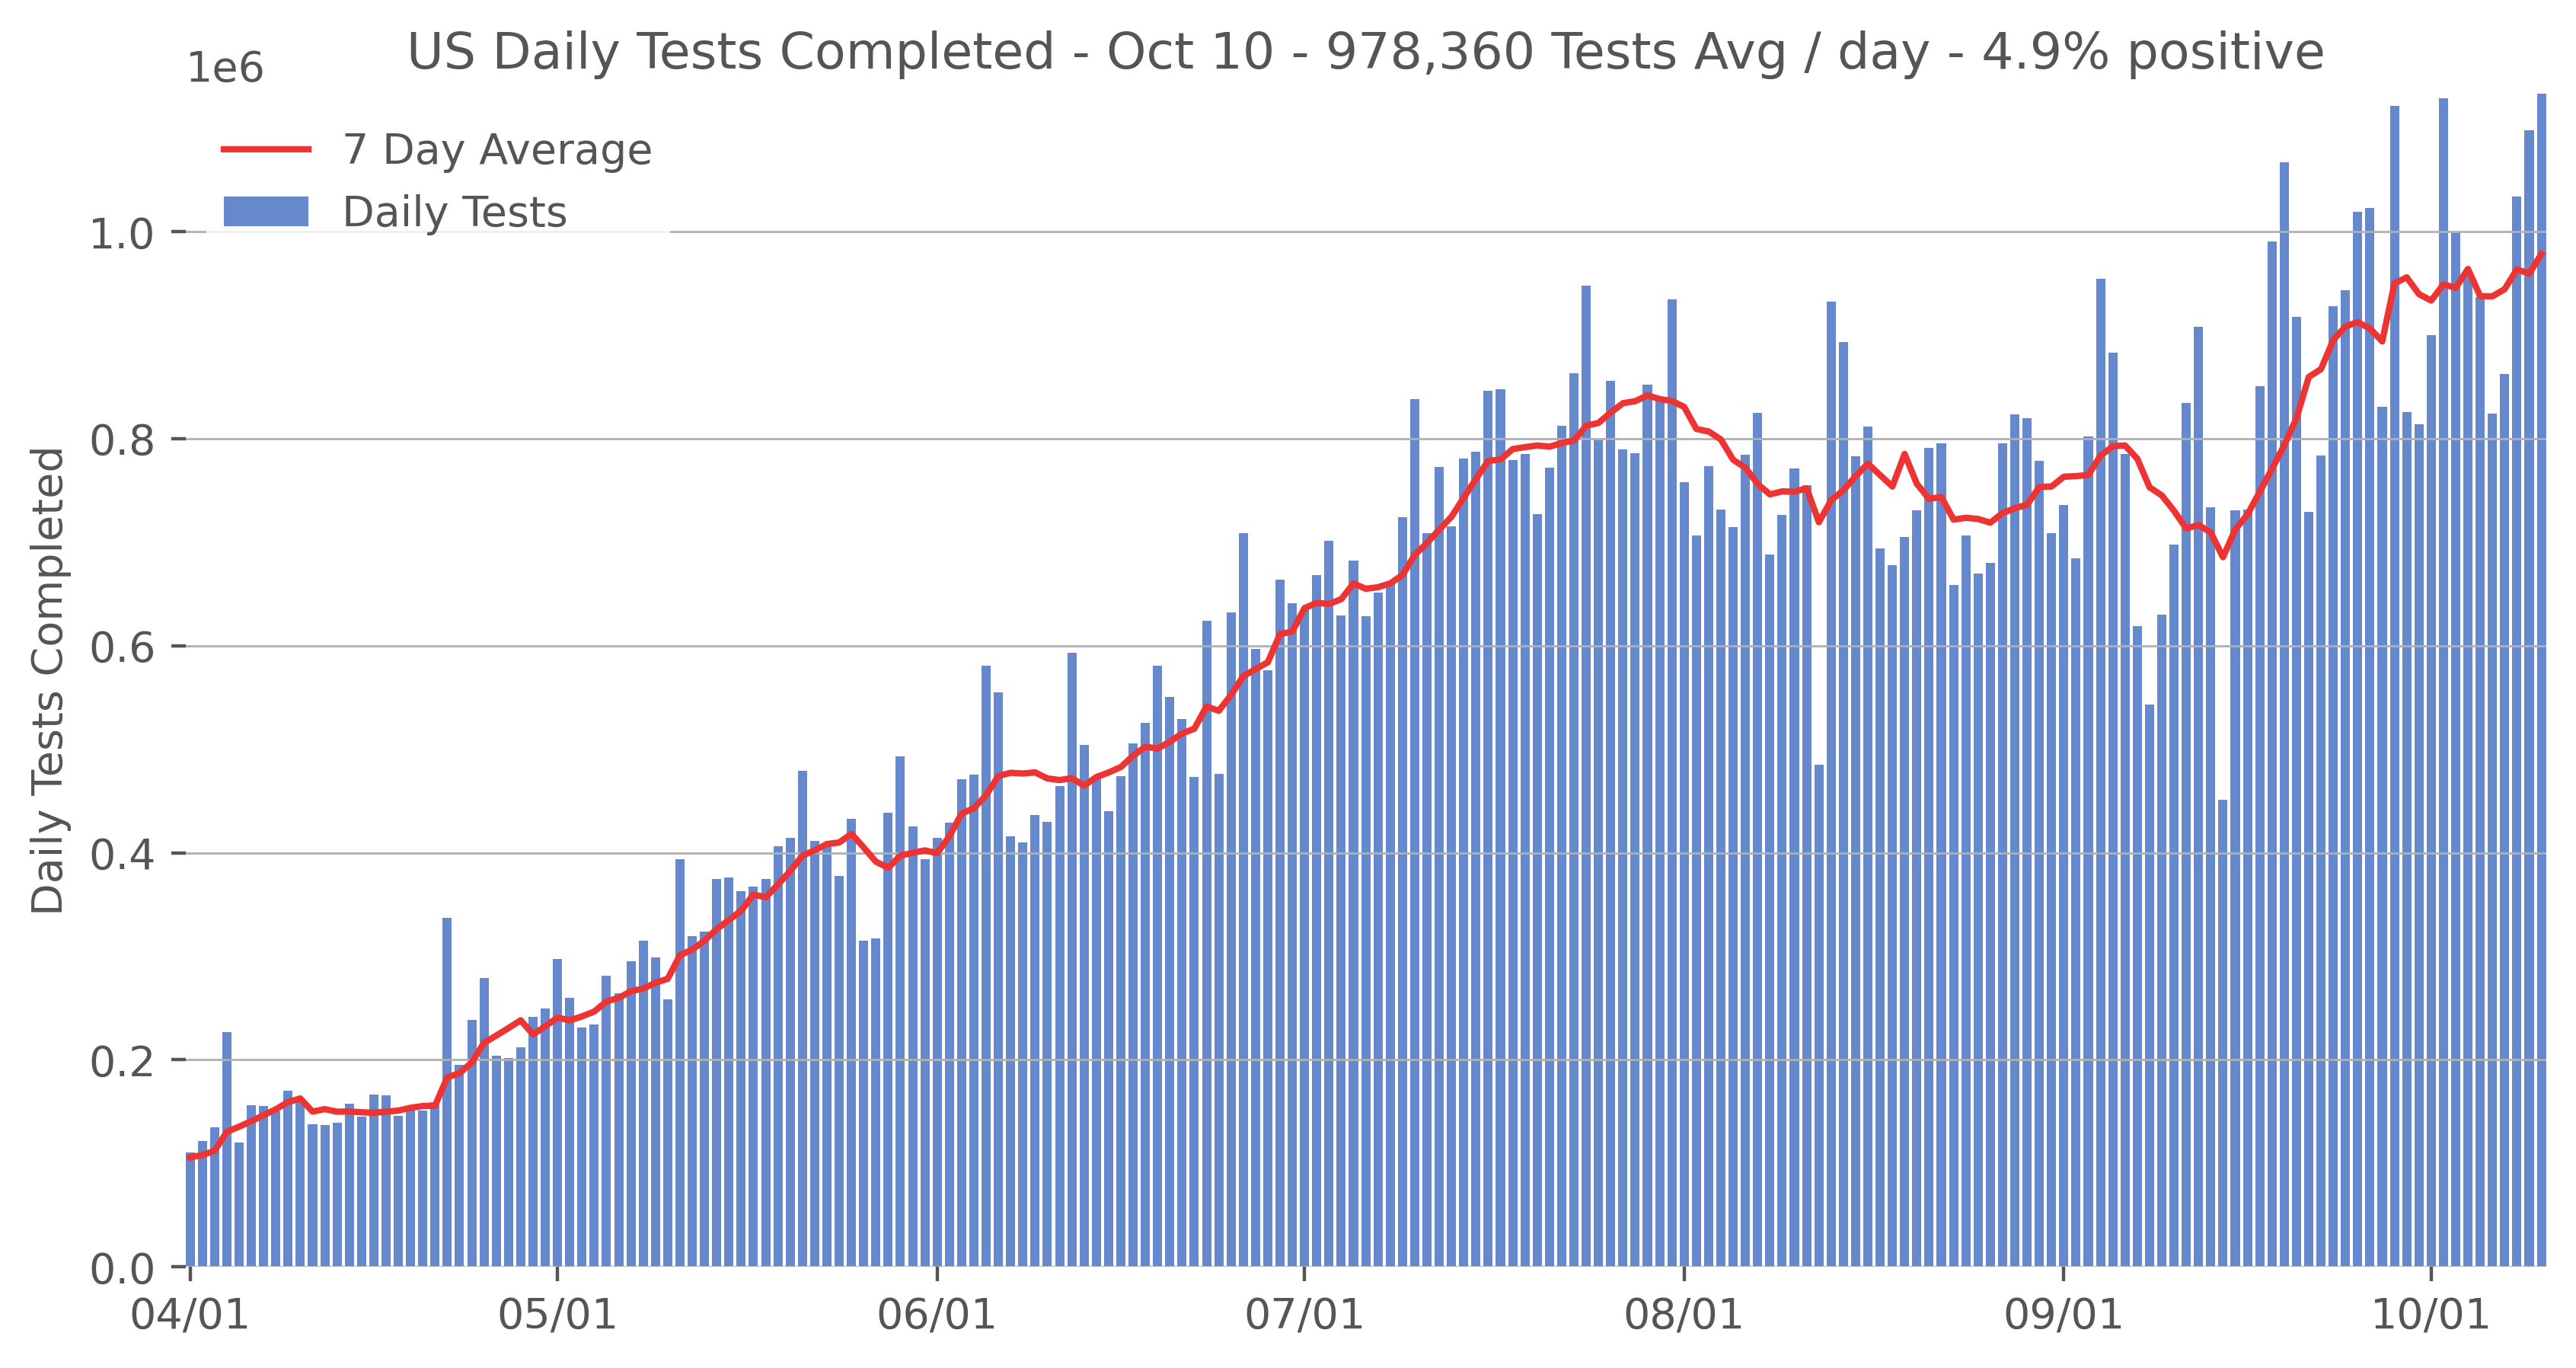 US Daily Tests Completed - Oct 10 - 978,360 Tests Avg / day - 4.9% positive
1e6
7 Day Average
Daily Tests
Daily Tests Completed
1.0
0.8
0.6
0.4
0.2
0.0
04/01 05/01 06/01 07/01 08/01 09/01 10/01